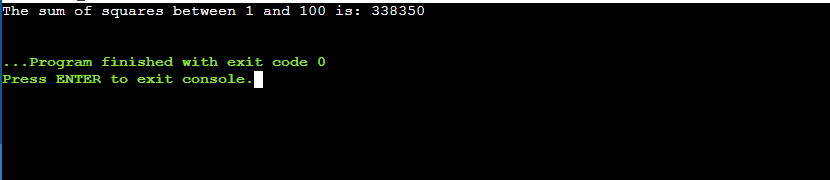 The sum of squares between 1 and 100 is: 338350
...Program finished with exit code 0
Press ENTER to exit console.